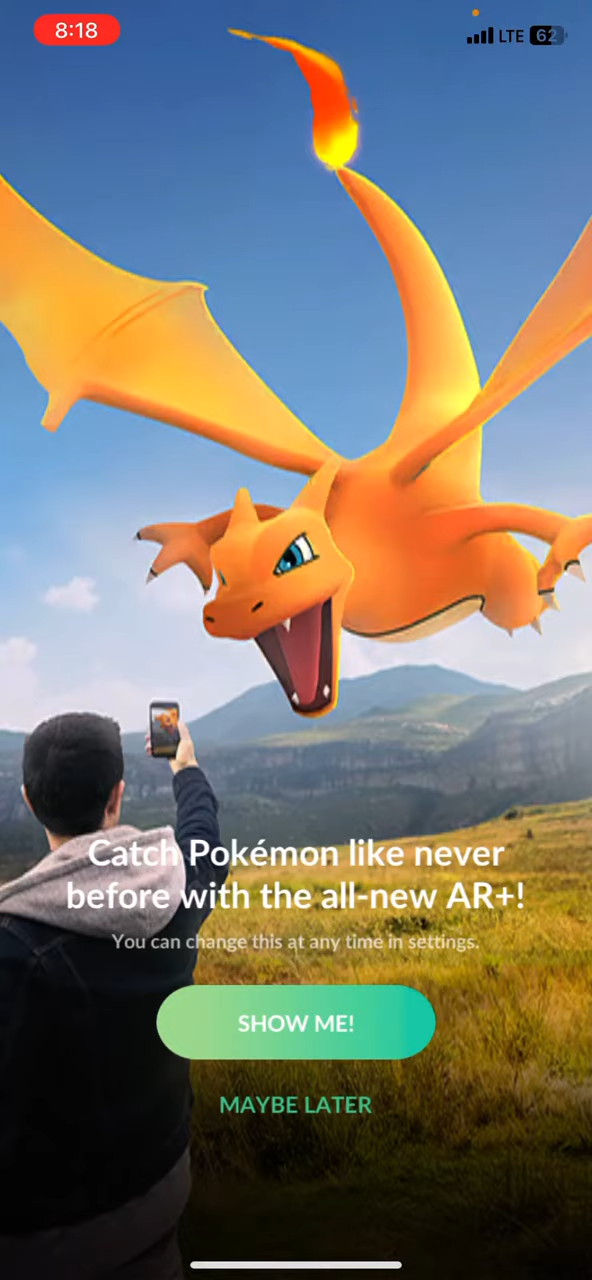 8:18
LTE 62
Catch Pokémon like never
before with the all-new AR+!
You can change this at any time in settings.
SHOW ME!
MAYBE LATER